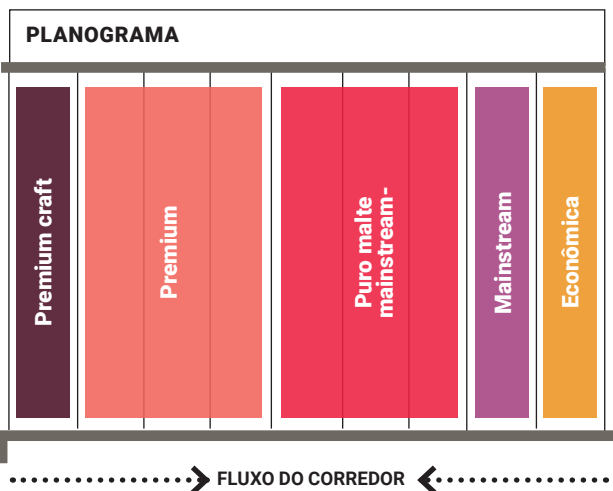 PLANOGRAMA
Premium craft
Premium
Puro malte
mainstream-
Mainstream
Econômica
FLUXO DO CORREDOR